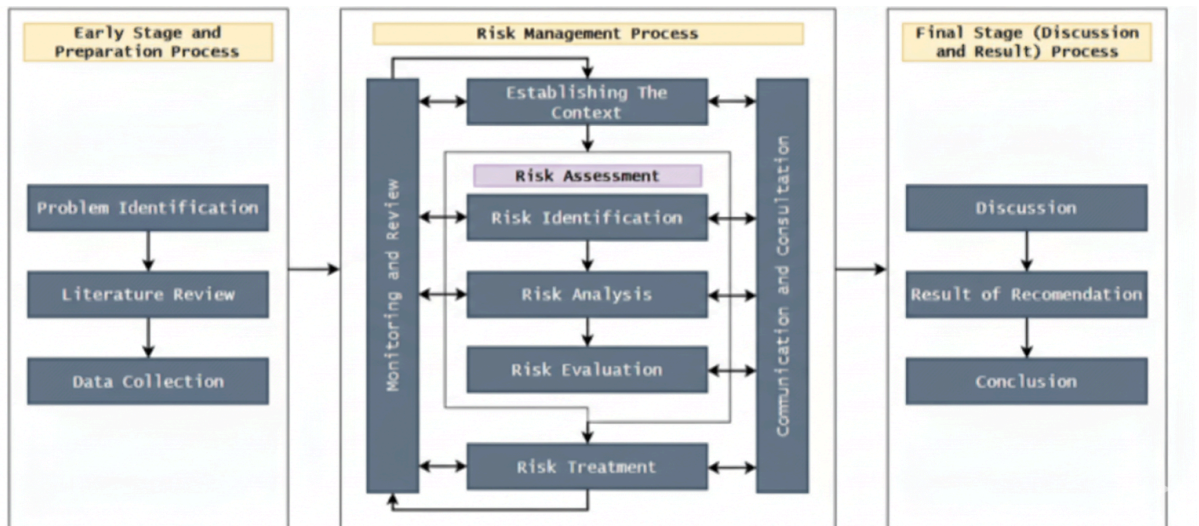 Early Stage and
Preparation Process
Problem Identification
Literature Review
Data Collection
Risk Management Process
Establishing The
Context
Risk Assessment
Risk Identification
Risk Analysis
Risk Evaluation
Risk Treatment
Monitoring and Review
Communication and Consultation
Final Stage (Discussion
and Result) Process
Discussion
Result of Recomendation
Conclusion